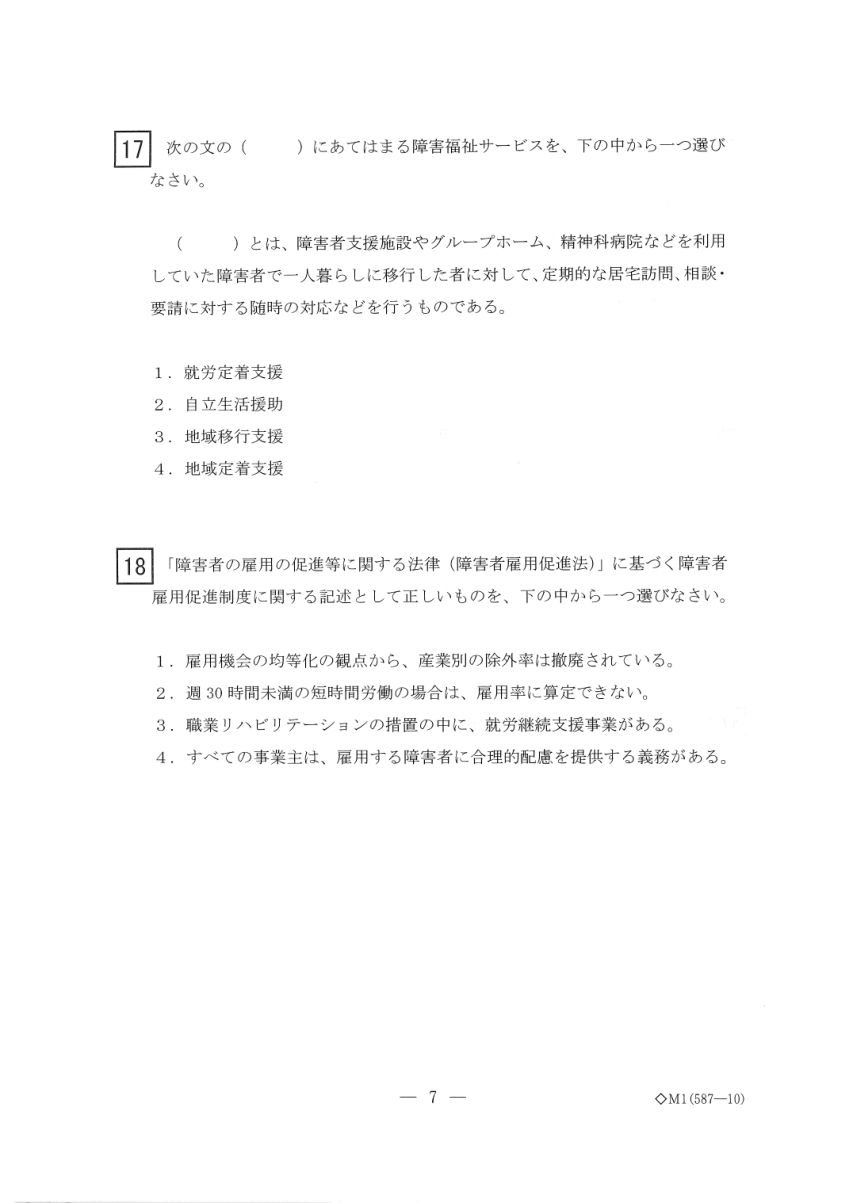 17 次の文の（　　　）にあてはまる障害福祉サービスを、下の中から一つ選び
なさい。
（　　　）とは、障害者支援施設やグループホーム、精神科病院などを利用
していた障害者で一人暮らしに移行した者に対して、定期的な居宅訪問、相談・
要請に対する随時の対応などを行うものである。
１．就労定着支援
２．自立生活援助
３．地域移行支援
４．地域定着支援
18 「障害者の雇用の促進等に関する法律（障害者雇用促進法）」に基づく障害者
雇用促進制度に関する記述として正しいものを、下の中から一つ選びなさい。
１．雇用機会の均等化の観点から、産業別の除外率は撤廃されている。
２．週 30 時間未満の短時間労働の場合は、雇用率に算定できない。
３．職業リハビリテーションの措置の中に、就労継続支援事業がある。
４．すべての事業主は、雇用する障害者に合理的配慮を提供する義務がある。
― 7 ―
◇M1(587―10)